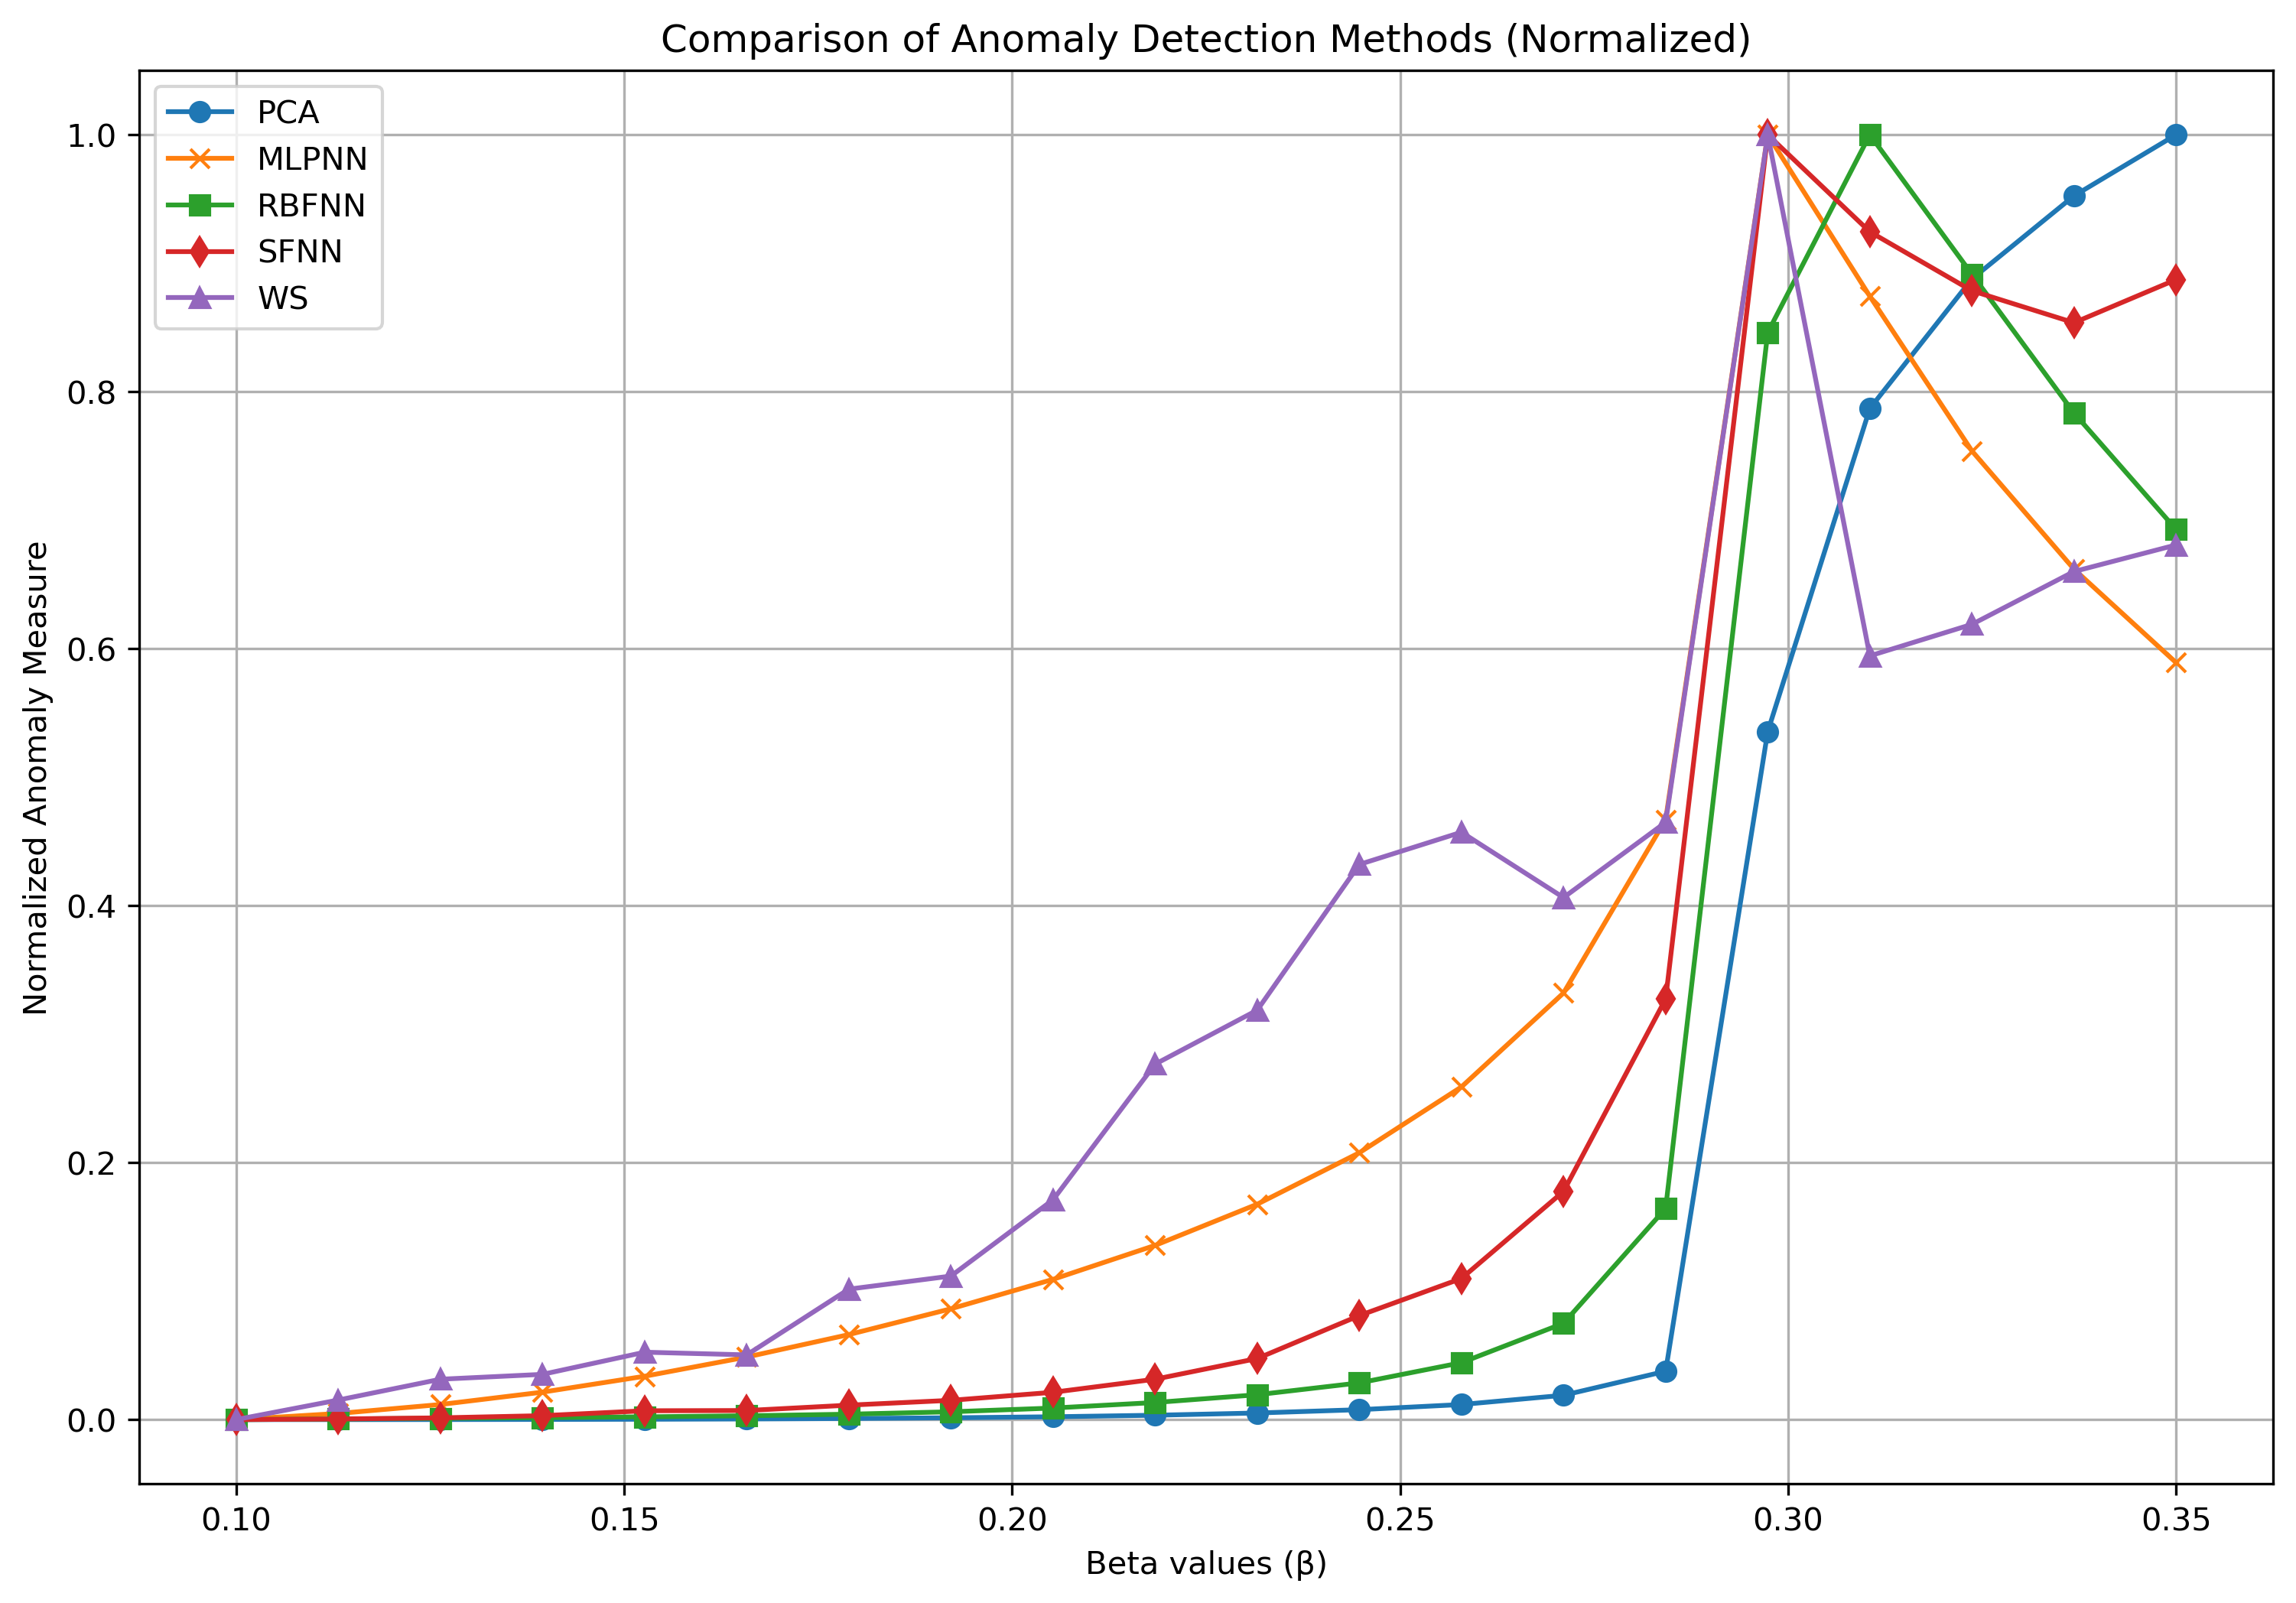 Comparison of Anomaly Detection Methods (Normalized)
PCA
MLPNN
RBFNN
SFNN
WS
Normalized Anomaly Measure
1.0
0.8
0.6
0.4
0.2
0.0
0.10 0.15 0.20 0.25 0.30 0.35
Beta values (β)